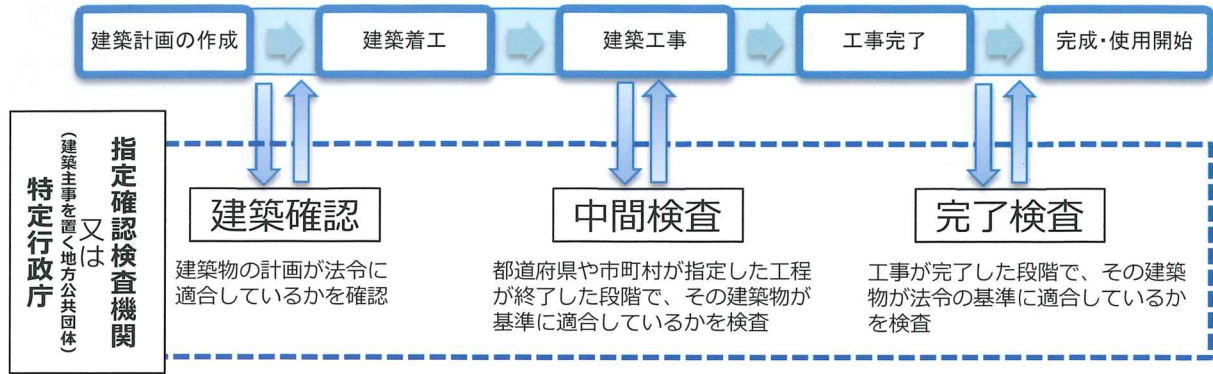 建築計画の作成
建築着工
建築工事
工事完了
完成・使用開始
指定確認検査機関
又は
特定行政庁
(建築主事を置く地方公共団体)
建築確認
建築物の計画が法令に
適合しているかを確認
中間検査
都道府県や市町村が指定した工程
が終了した段階で、その建築物が
基準に適合しているかを検査
完了検査
工事が完了した段階で、その建築
物が法令の基準に適合しているか
を検査